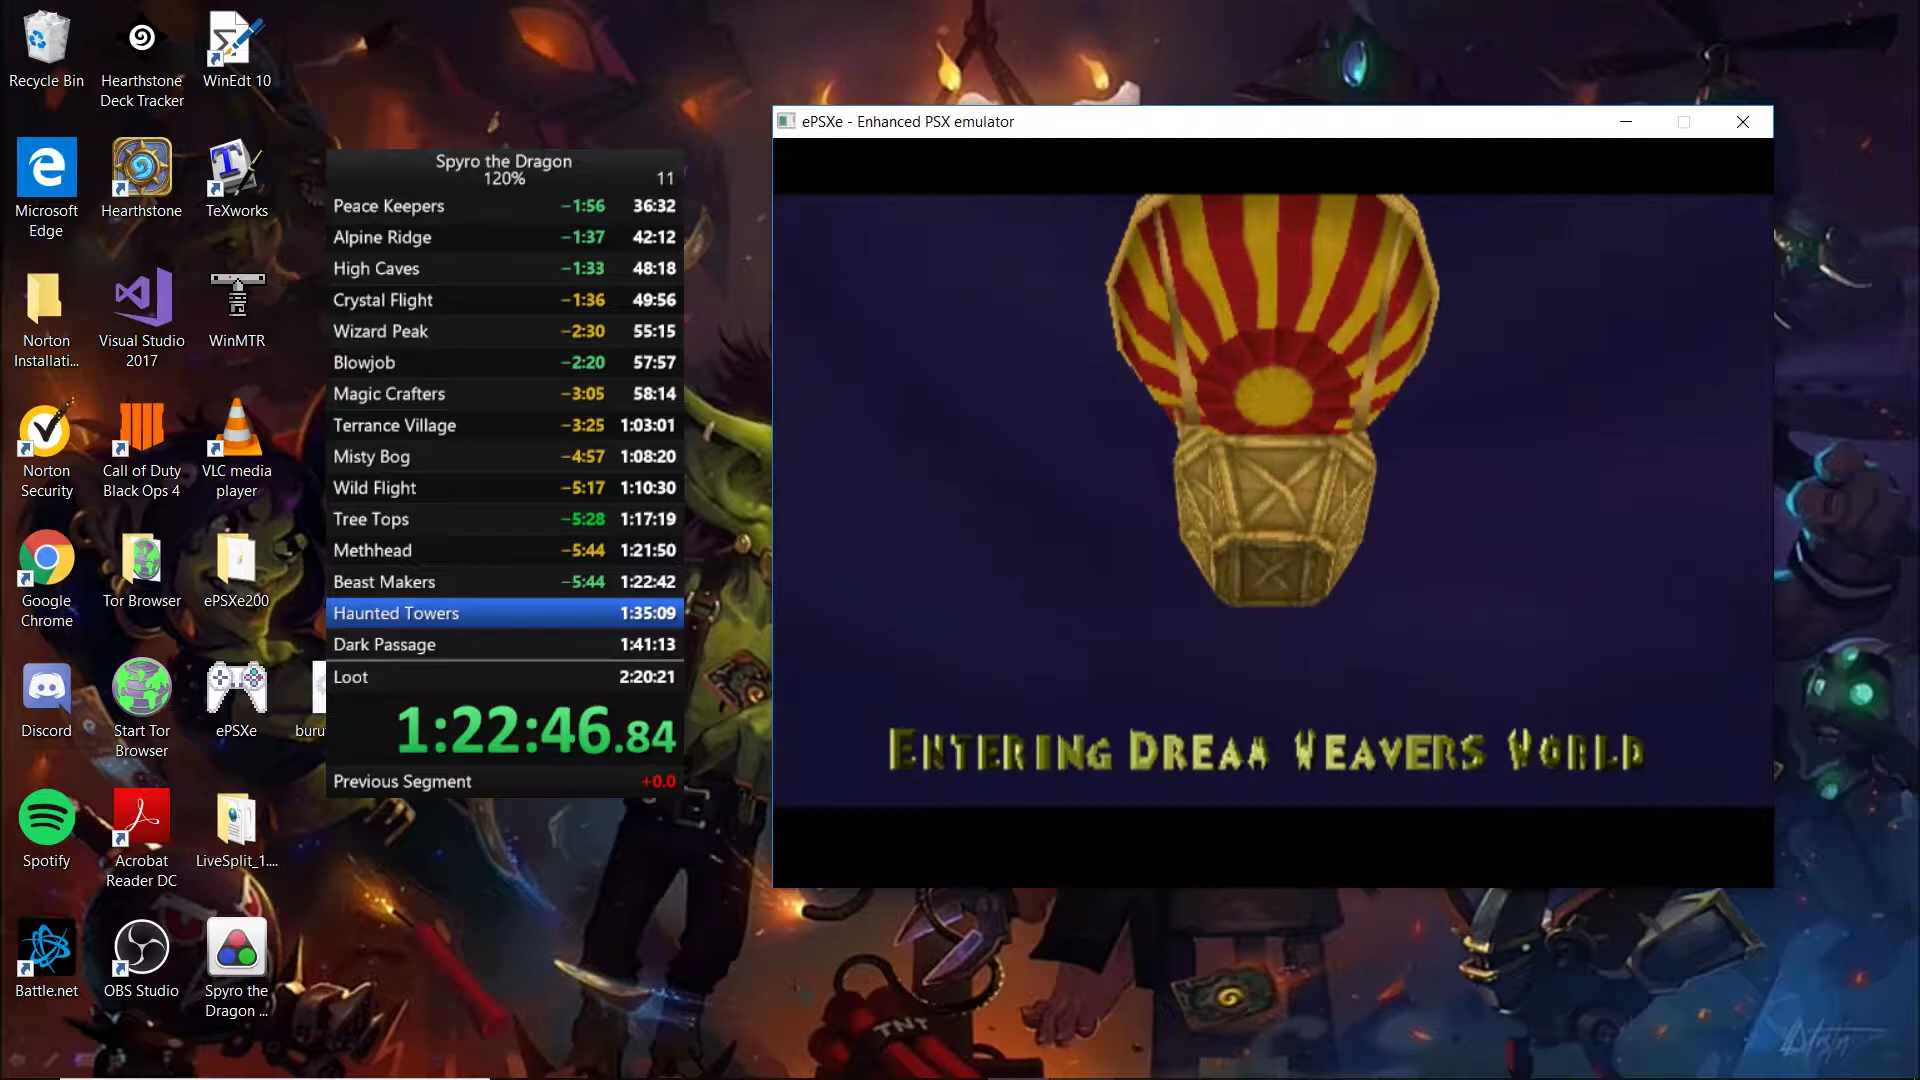 Recycle Bin
Hearthstone
Deck Tracker
WinEdt 10
Microsoft
Edge
Hearthstone
TeXworks
Norton
Installati...
Visual Studio
2017
WinMTR
Norton
Security
Call of Duty
Black Ops 4
VLC media
player
Google
Chrome
Tor Browser
ePSXe200
Discord
Start Tor
Browser
ePSXe
buru
Spotify
Acrobat
Reader DC
LiveSplit_1....
Battle.net
OBS Studio
Spyro the
Dragon ...
Spyro the Dragon
120% 11
Peace Keepers −1:56 36:32
Alpine Ridge −1:37 42:12
High Caves −1:33 48:18
Crystal Flight −1:36 49:56
Wizard Peak −2:30 55:15
Blowjob −2:20 57:57
Magic Crafters −3:05 58:14
Terrance Village −3:25 1:03:01
Misty Bog −4:57 1:08:20
Wild Flight −5:17 1:10:30
Tree Tops −5:28 1:17:19
Methhead −5:44 1:21:50
Beast Makers −5:44 1:22:42
Haunted Towers 1:35:09
Dark Passage 1:41:13
Loot 2:20:21
1:22:46.84
Previous Segment +0.0
ePSXe - Enhanced PSX emulator
ENTERING DREAM WEAVERS WORLD
TNT